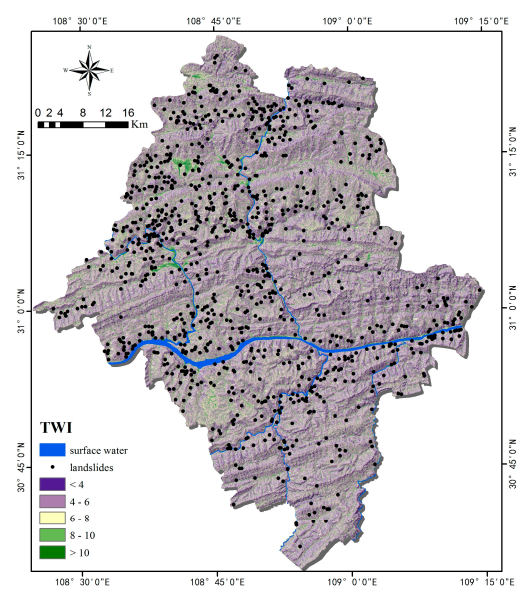 108° 30'0"E 108° 45'0"E 109° 0'0"E 109° 15'0"E
N
W E
S
0 2 4 8 12 16
Km
31° 15'0"N 31° 15'0"N
31° 0'0"N 31° 0'0"N
30° 45'0"N 30° 45'0"N
TWI
surface water
landslides
< 4
4 - 6
6 - 8
8 - 10
> 10
108° 30'0"E 108° 45'0"E 109° 0'0"E 109° 15'0"E